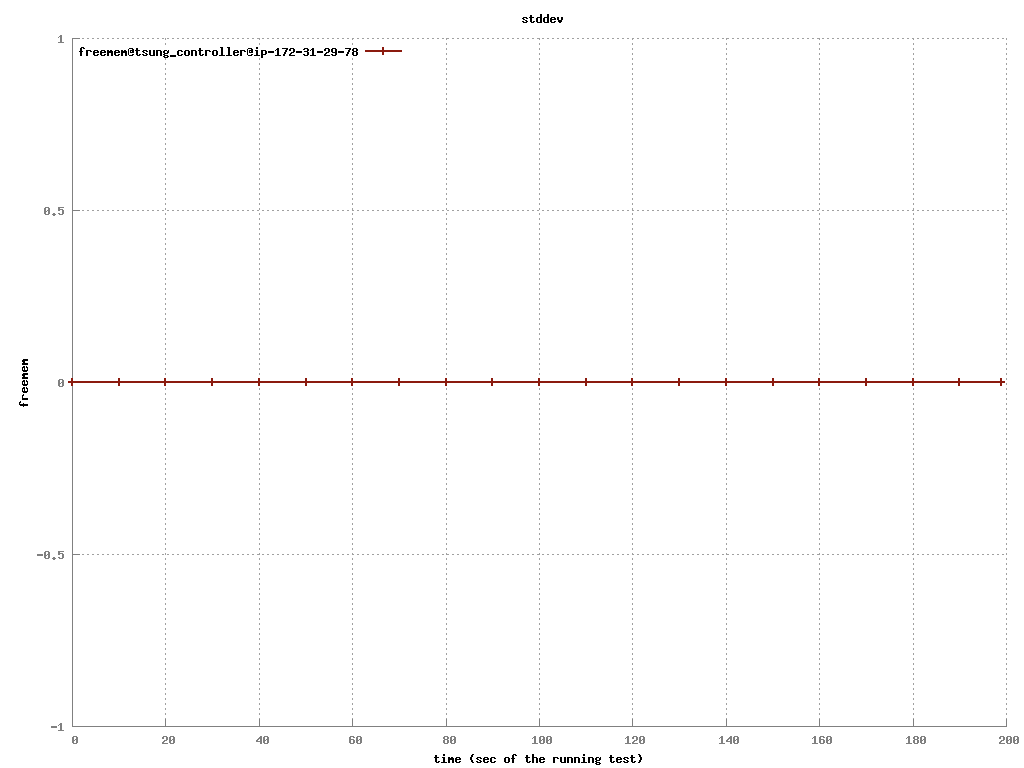 stddev
freemem@tsung_controller@ip-172-31-29-78
1
0.5
0
-0.5
-1
freemem
0 20 40 60 80 100 120 140 160 180 200
time (sec of the running test)